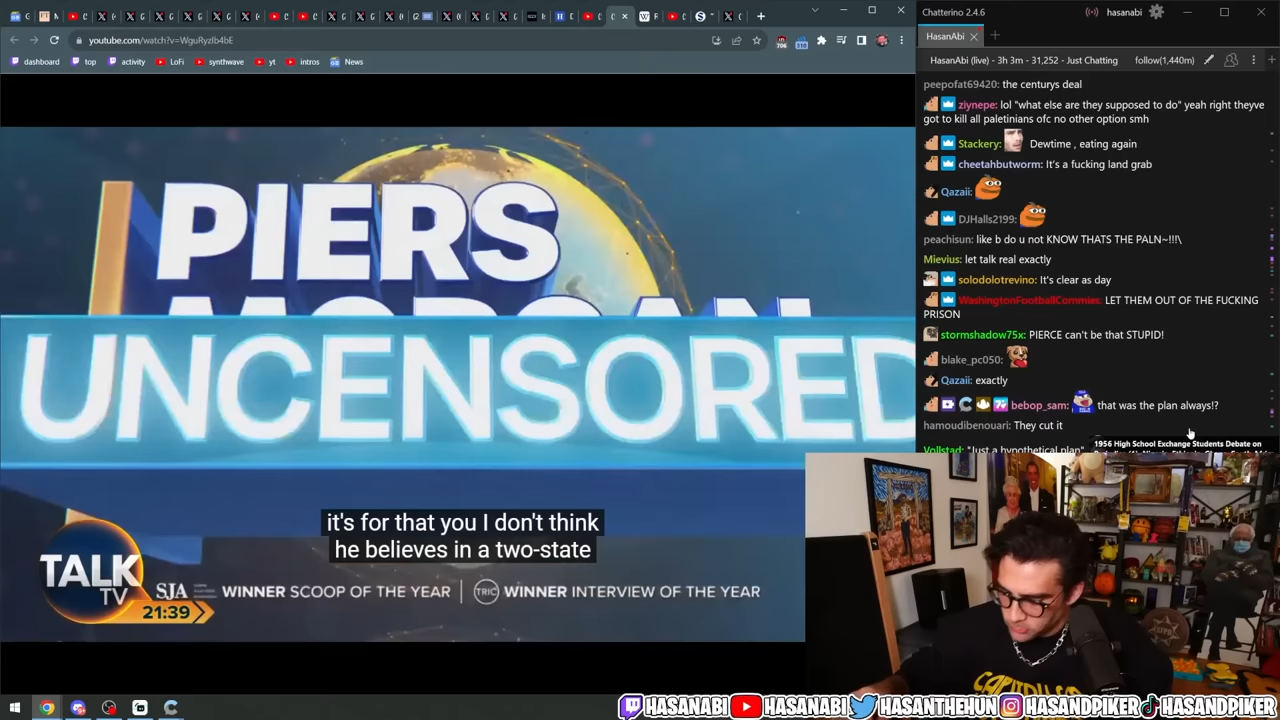 youtube.com/watch?v=WguRyzIb4bE
dashboard
top
activity
LoFi
synthwave
yt
intros
News
PIERS
MORGAN
UNCENSORED
it's for that you I don't think
he believes in a two-state
TALK
TV
21:39
SJA
WINNER SCOOP OF THE YEAR
TRIC
WINNER INTERVIEW OF THE YEAR
Chatterino 2.4.6
hasanabi
HasanAbi
HasanAbi (live) - 3h 3m - 31,252 - Just Chatting
follow(1,440m)
peepofat69420: the centurys deal
ziynepe: lol "what else are they supposed to do" yeah right theyve
got to kill all paletinians ofc no other option smh
Stackery: Dewtime , eating again
cheetahbutworm: It's a fucking land grab
Qazaii:
DJHalls2199:
peachisun: like b do u not KNOW THATS THE PALN~!!!\
Mievius: let talk real exactly
solodolotrevino: It's clear as day
WashingtonFootballCommies: LET THEM OUT OF THE FUCKING
PRISON
stormshadow75x: PIERCE can't be that STUPID!
blake_pc050:
Qazaii: exactly
bebop_sam: that was the plan always!?
hamoudibenouari: They cut it
Vollstad: "Just a hypothetical plan"
1956 High School Exchange Students Debate on
HASANABI
HASANABI
HASANTHEHUN
HASANDPIKER
HASANDPIKER